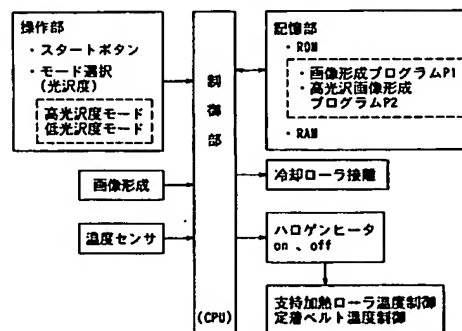 操作部
・スタートボタン
・モード選択
(光沢度)
高光沢度モード
低光沢度モード
画像形成
温度センサ
制御部
(CPU)
記憶部
・ROM
・画像形成プログラムP1
・高光沢画像形成
プログラムP2
・RAM
冷却ローラ接離
ハロゲンヒータ
on 、off
支持加熱ローラ温度制御
定着ベルト温度制御